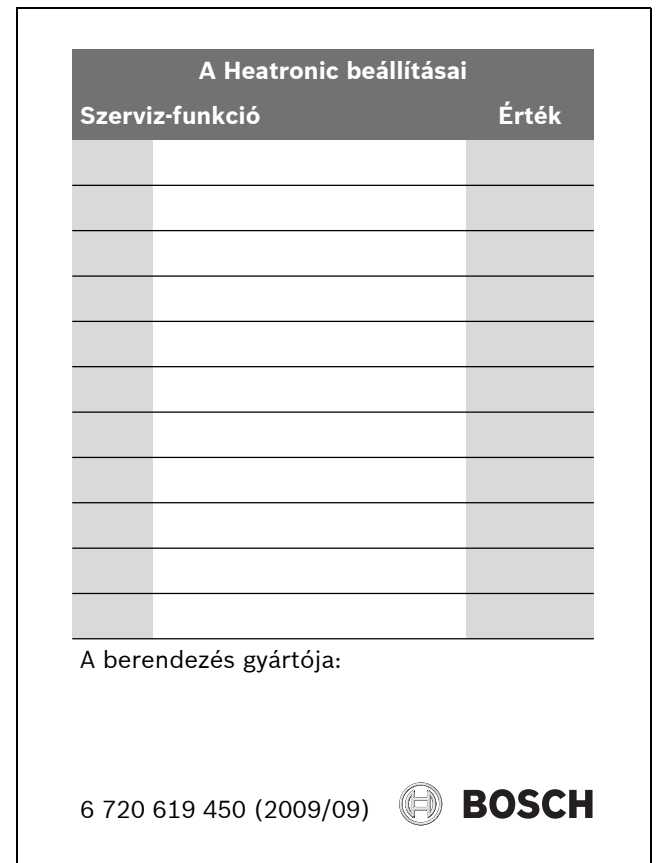 A Heatronic beállításai
Szerviz-funkció Érték
A berendezés gyártója:
6 720 619 450 (2009/09) BOSCH